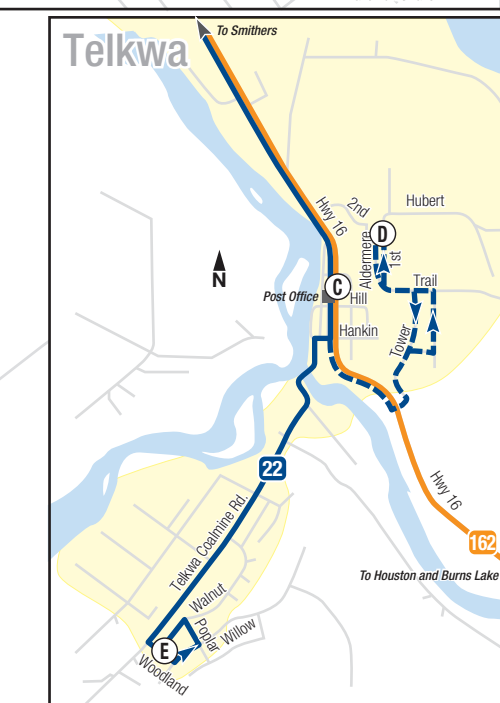 Telkwa
To Smithers
Hwy 16
2nd
Hubert
Aldermere
1st
D
N
C
Post Office
Hill
Trail
Hankin
Tower
22
Hwy 16
162
Telkwa Coalmine Rd.
To Houston and Burns Lake
Walnut
Poplar
Willow
E
Woodland